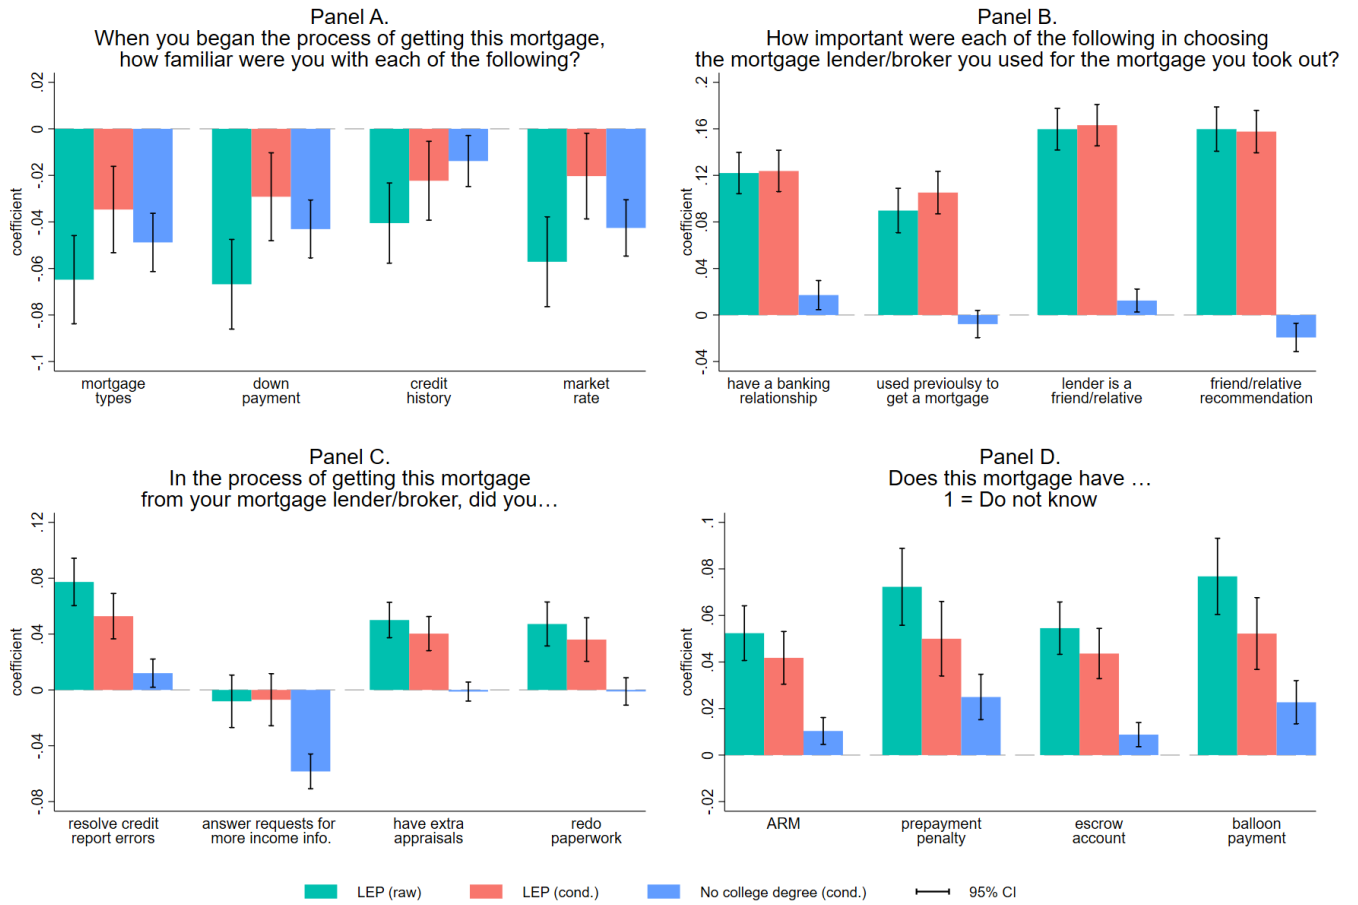 Panel A.
When you began the process of getting this mortgage,
how familiar were you with each of the following?
coefficient
.02
0
-.02
-.04
-.06
-.08
-.1
mortgage
types
down
payment
credit
history
market
rate
Panel B.
How important were each of the following in choosing
the mortgage lender/broker you used for the mortgage you took out?
coefficient
.2
.16
.12
.08
.04
0
-.04
have a banking
relationship
used previoulsy to
get a mortgage
lender is a
friend/relative
friend/relative
recommendation
Panel C.
In the process of getting this mortgage
from your mortgage lender/broker, did you…
coefficient
.12
.08
.04
0
-.04
-.08
resolve credit
report errors
answer requests for
more income info.
have extra
appraisals
redo
paperwork
Panel D.
Does this mortgage have …
1 = Do not know
coefficient
.1
.08
.06
.04
.02
0
-.02
ARM
prepayment
penalty
escrow
account
balloon
payment
LEP (raw)
LEP (cond.)
No college degree (cond.)
95% CI